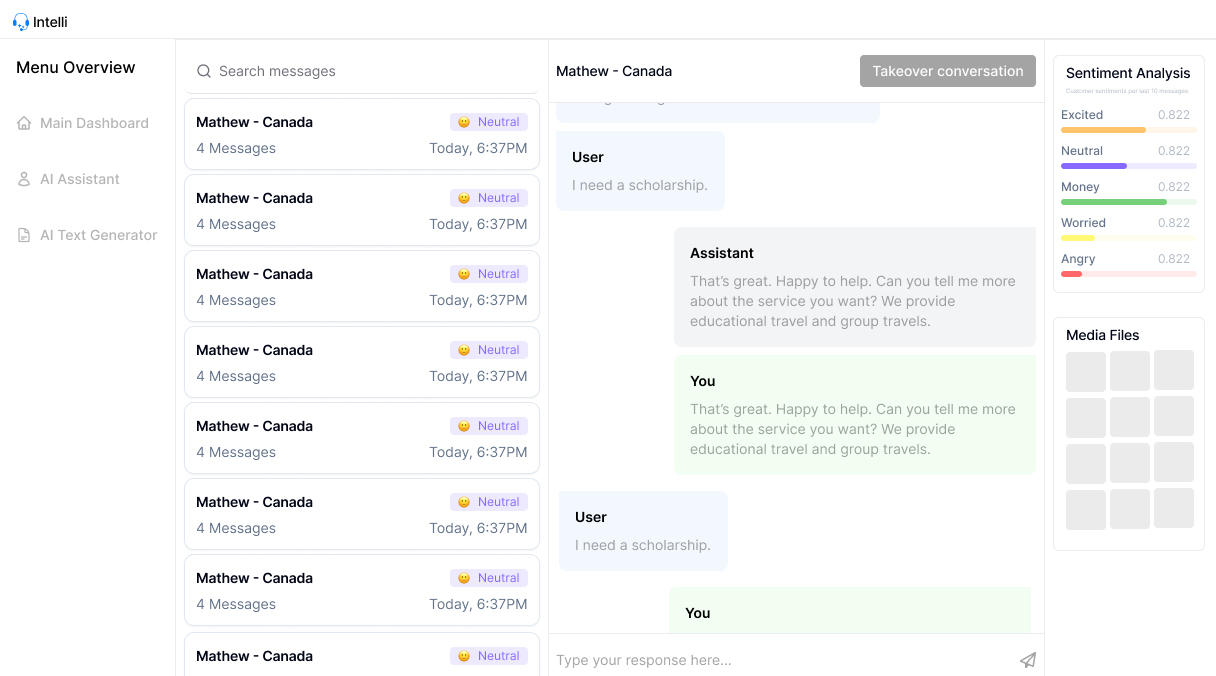 Intelli
Menu Overview
Main Dashboard
AI Assistant
AI Text Generator
Search messages
Mathew - Canada
Neutral
4 Messages
Today, 6:37PM
Mathew - Canada
Neutral
4 Messages
Today, 6:37PM
Mathew - Canada
Neutral
4 Messages
Today, 6:37PM
Mathew - Canada
Neutral
4 Messages
Today, 6:37PM
Mathew - Canada
Neutral
4 Messages
Today, 6:37PM
Mathew - Canada
Neutral
4 Messages
Today, 6:37PM
Mathew - Canada
Neutral
4 Messages
Today, 6:37PM
Mathew - Canada
Neutral
Mathew - Canada
Takeover conversation
User
I need a scholarship.
Assistant
That’s great. Happy to help. Can you tell me more
about the service you want? We provide
educational travel and group travels.
You
That’s great. Happy to help. Can you tell me more
about the service you want? We provide
educational travel and group travels.
User
I need a scholarship.
You
Type your response here...
Sentiment Analysis
Customer sentiments per last 10 messages
Excited 0.822
Neutral 0.822
Money 0.822
Worried 0.822
Angry 0.822
Media Files